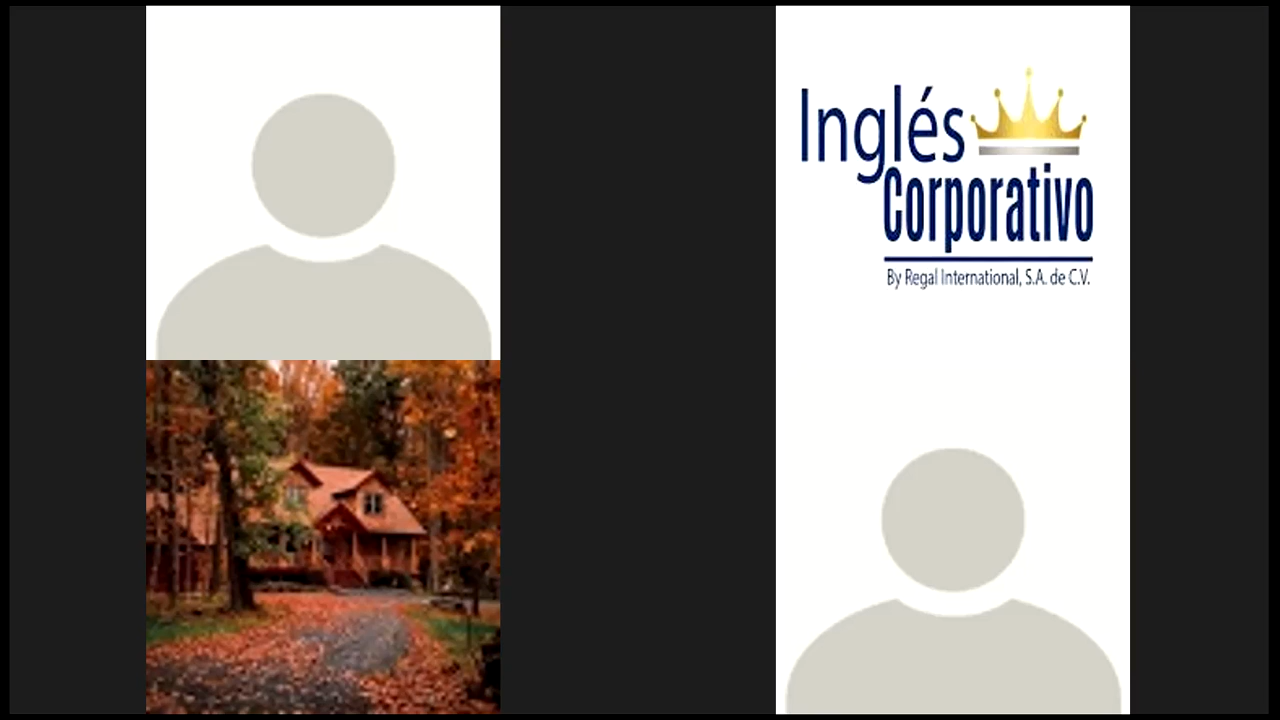 Inglés
Corporativo
By Regal International, S.A. de C.V.